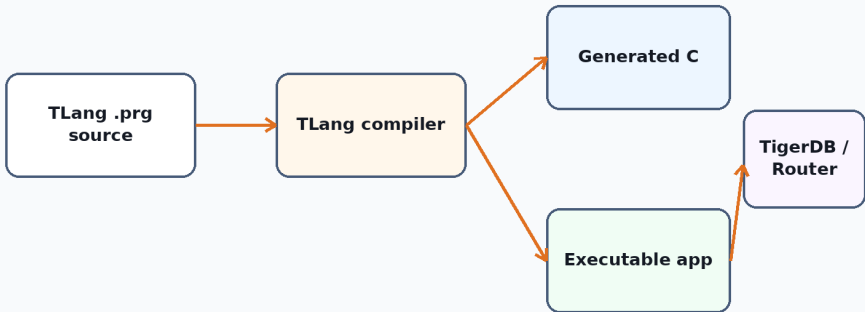 TLang .prg
source
TLang compiler
Generated C
Executable app
TigerDB /
Router